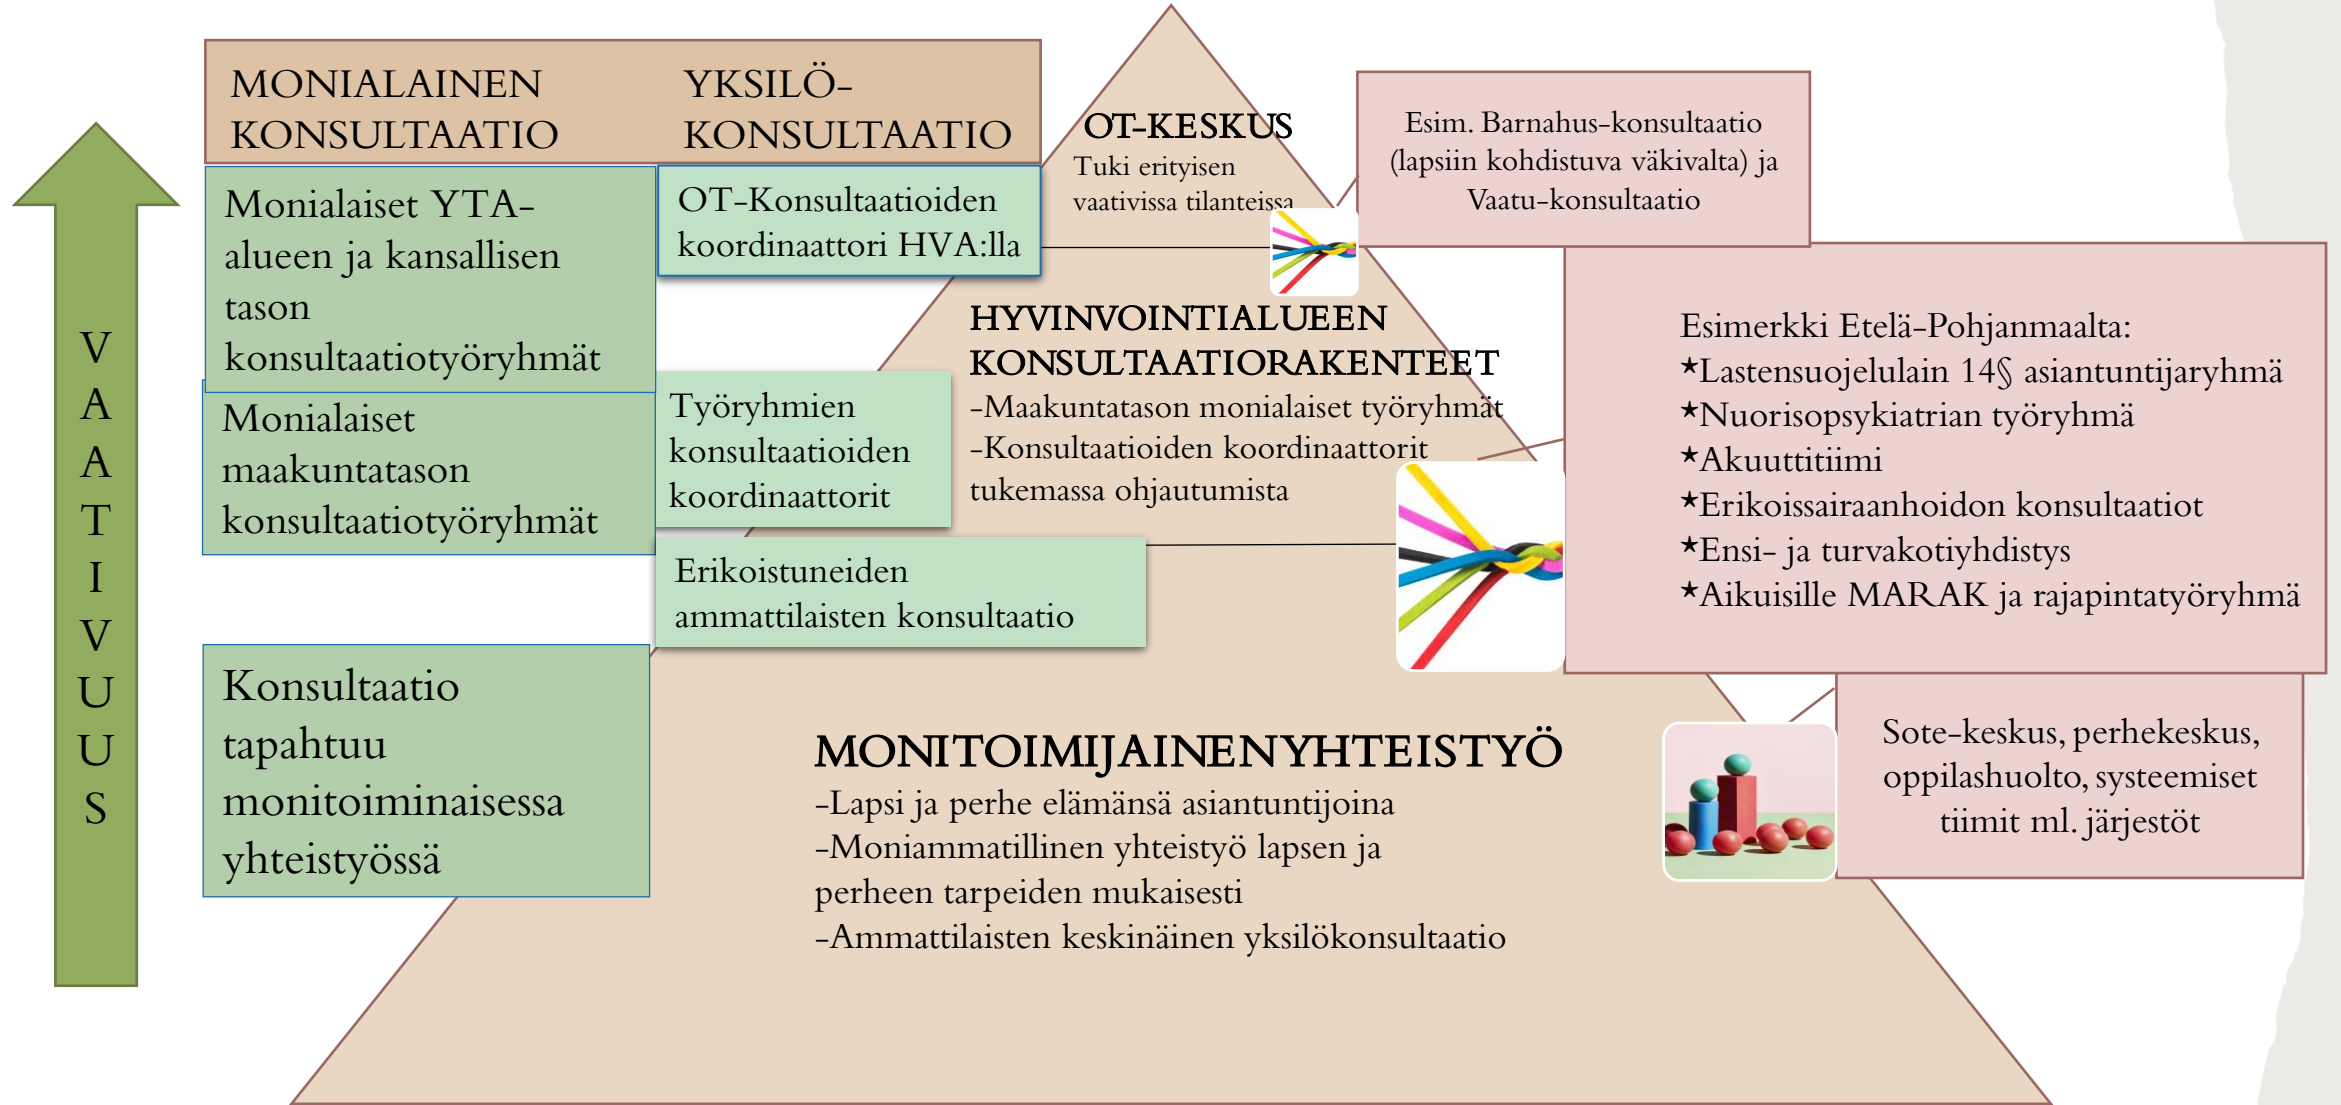 V
A
A
T
I
V
U
U
S
MONIALAINEN
KONSULTAATIO
YKSILÖ-
KONSULTAATIO
Monialaiset YTA-
alueen ja kansallisen
tason
konsultaatiotyöryhmät
OT-Konsultaatioiden
koordinaattori HVA:lla
Monialaiset
maakuntatason
konsultaatiotyöryhmät
Työryhmien
konsultaatioiden
koordinaattorit
Erikoistuneiden
ammattilaisten konsultaatio
Konsultaatio
tapahtuu
monitoiminaisessa
yhteistyössä
OT-KESKUS
Tuki erityisen
vaativissa tilanteissa
Esim. Barnahus-konsultaatio
(lapsiin kohdistuva väkivalta) ja
Vaatu-konsultaatio
HYVINVOINTIALUEEN
KONSULTAATIORAKENTEET
-Maakuntatason monialaiset työryhmät
-Konsultaatioiden koordinaattorit
tukemassa ohjautumista
Esimerkki Etelä-Pohjanmaalta:
*Lastensuojelulain 14§ asiantuntijaryhmä
*Nuorisopsykiatrian työryhmä
*Akuuttitiimi
*Erikoissairaanhoidon konsultaatiot
*Ensi- ja turvakotiyhdistys
*Aikuisille MARAK ja rajapintatyöryhmä
MONITOIMIJAINENYHTEISTYÖ
-Lapsi ja perhe elämänsä asiantuntijoina
-Moniammatillinen yhteistyö lapsen ja
perheen tarpeiden mukaisesti
-Ammattilaisten keskinäinen yksilökonsultaatio
Sote-keskus, perhekeskus,
oppilashuolto, systeemiset
tiimit ml. järjestöt